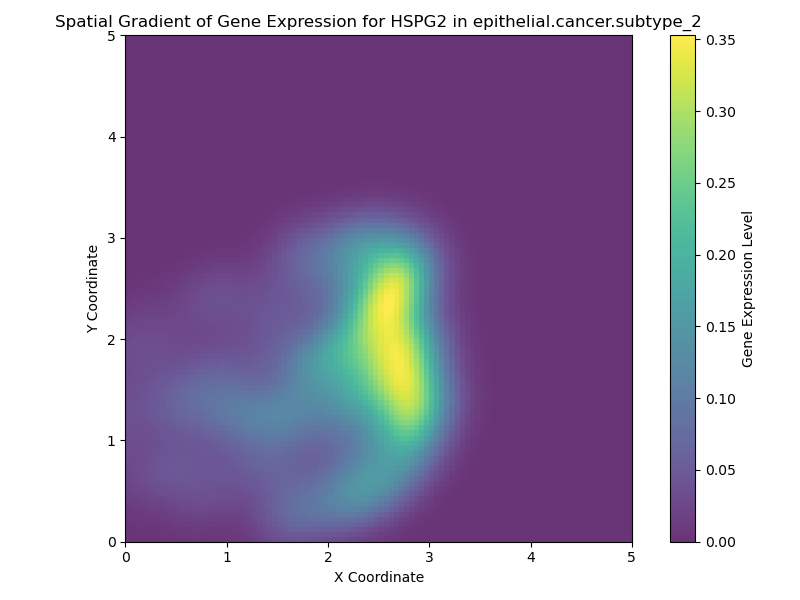 Spatial Gradient of Gene Expression for HSPG2 in epithelial.cancer.subtype_2
5
4
3
2
1
0
0 1 2 3 4 5
X Coordinate
Y Coordinate
0.35
0.30
0.25
0.20
0.15
0.10
0.05
0.00
Gene Expression Level